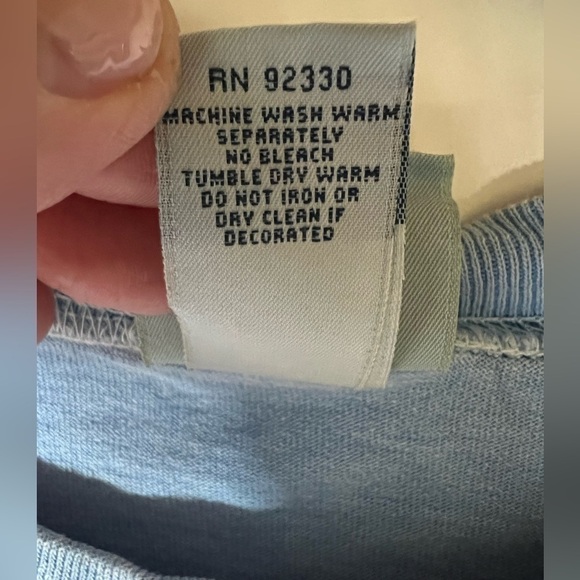 RN 92330
MACHINE WASH WARM
SEPARATELY
NO BLEACH
TUMBLE DRY WARM
DO NOT IRON OR
DRY CLEAN IF
DECORATED